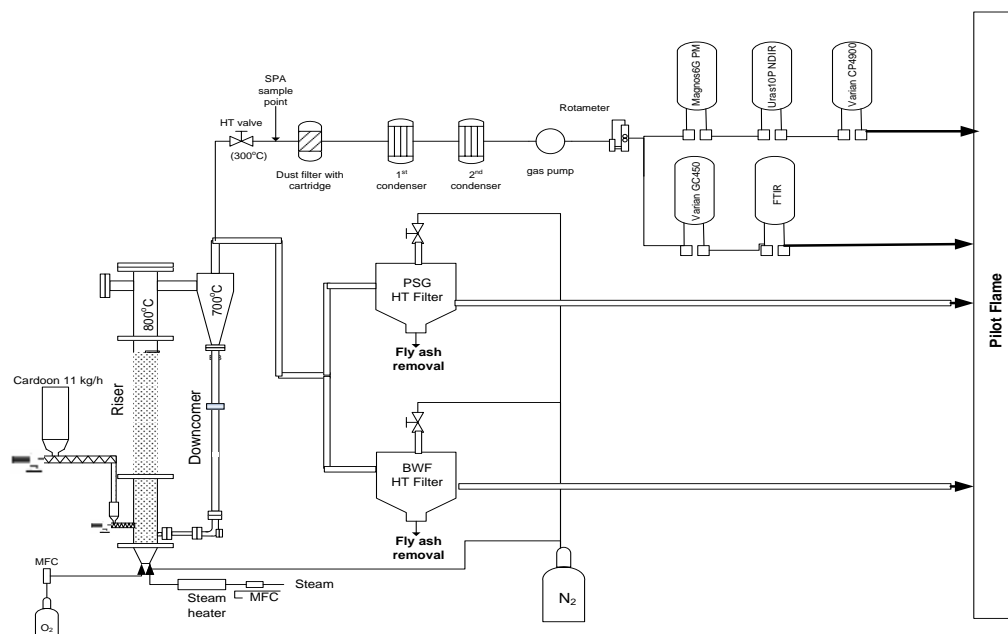 Magnos6G PM
Uras10P NDIR
Varian CP4900
SPA
sample
point
HT valve
(300°C)
Rotameter
Dust filter with
cartridge
1st
condenser
2nd
condenser
gas pump
Varian GC450
FTIR
Pilot Flame
800°C
700°C
PSG
HT Filter
Fly ash
removal
Cardoon 11 kg/h
Riser
Downcomer
BWF
HT Filter
Fly ash
removal
MFC
O2
Steam
heater
MFC
Steam
N2